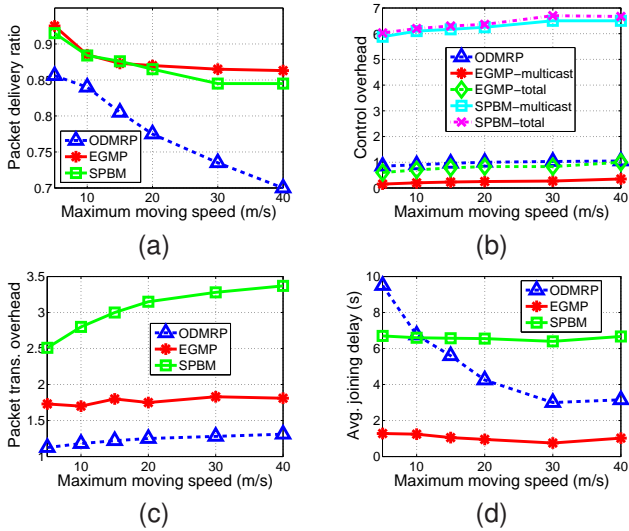 Packet delivery ratio
0.9
0.85
0.8
0.75
0.7
ODMRP
EGMP
SPBM
10 20 30 40
Maximum moving speed (m/s)
(a)
Control overhead
7
6
5
4
3
2
1
0
ODMRP
EGMP−multicast
EGMP−total
SPBM−multicast
SPBM−total
10 20 30 40
Maximum moving speed (m/s)
(b)
Packet trans. overhead
3.5
3
2.5
2
1.5
1
ODMRP
EGMP
SPBM
10 20 30 40
Maximum moving speed (m/s)
(c)
Avg. joining delay (s)
10
8
6
4
2
0
ODMRP
EGMP
SPBM
10 20 30 40
Maximum moving speed (m/s)
(d)